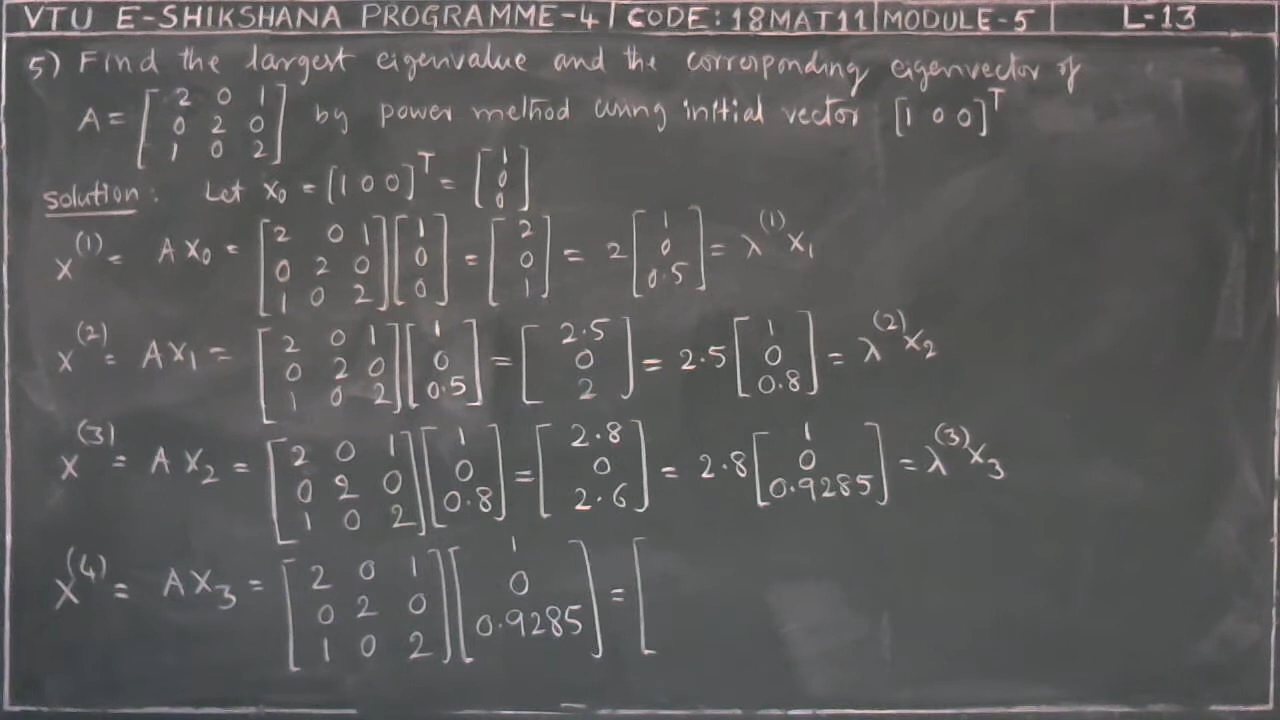 VTU E-SHIKSHANA PROGRAMME-4 | CODE: 18MAT11 | MODULE-5 | L-13
5) Find the largest eigenvalue and the corresponding eigenvector of
A = [2 0 1; 0 2 0; 1 0 2] by power method using initial vector [1 0 0]^T
Solution: Let x₀ = [1 0 0]^T = [1; 0; 0]
x^(1) = A x₀ = [2 0 1; 0 2 0; 1 0 2] [1; 0; 0] = [2; 0; 1] = 2 [1; 0; 0.5] = λ^(1) x₁
x^(2) = A x₁ = [2 0 1; 0 2 0; 1 0 2] [1; 0; 0.5] = [2.5; 0; 2] = 2.5 [1; 0; 0.8] = λ^(2) x₂
x^(3) = A x₂ = [2 0 1; 0 2 0; 1 0 2] [1; 0; 0.8] = [2.8; 0; 2.6] = 2.8 [1; 0; 0.9285] = λ^(3) x₃
x^(4) = A x₃ = [2 0 1; 0 2 0; 1 0 2] [1; 0; 0.9285] = [